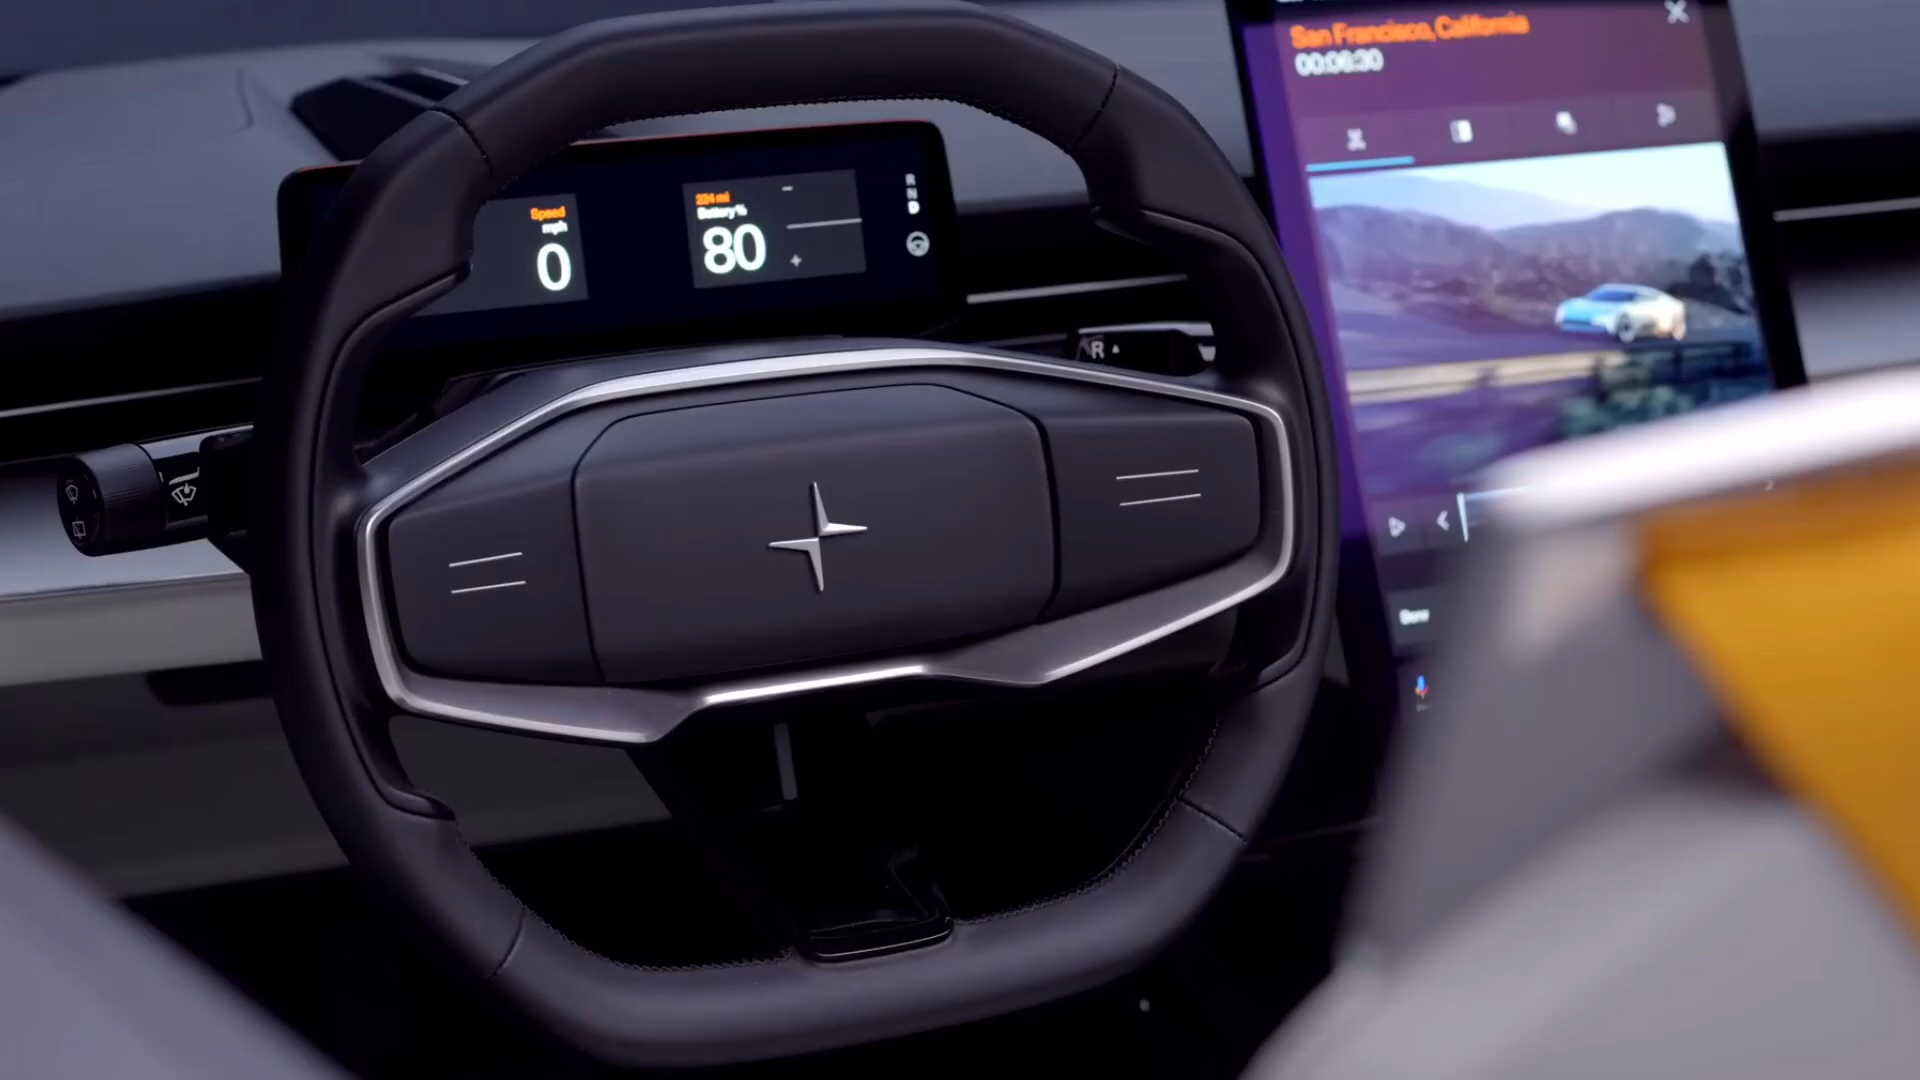 San Francisco, California
00:06:30
Speed
mph
0
224 mi
Battery %
80
R
N
D
R